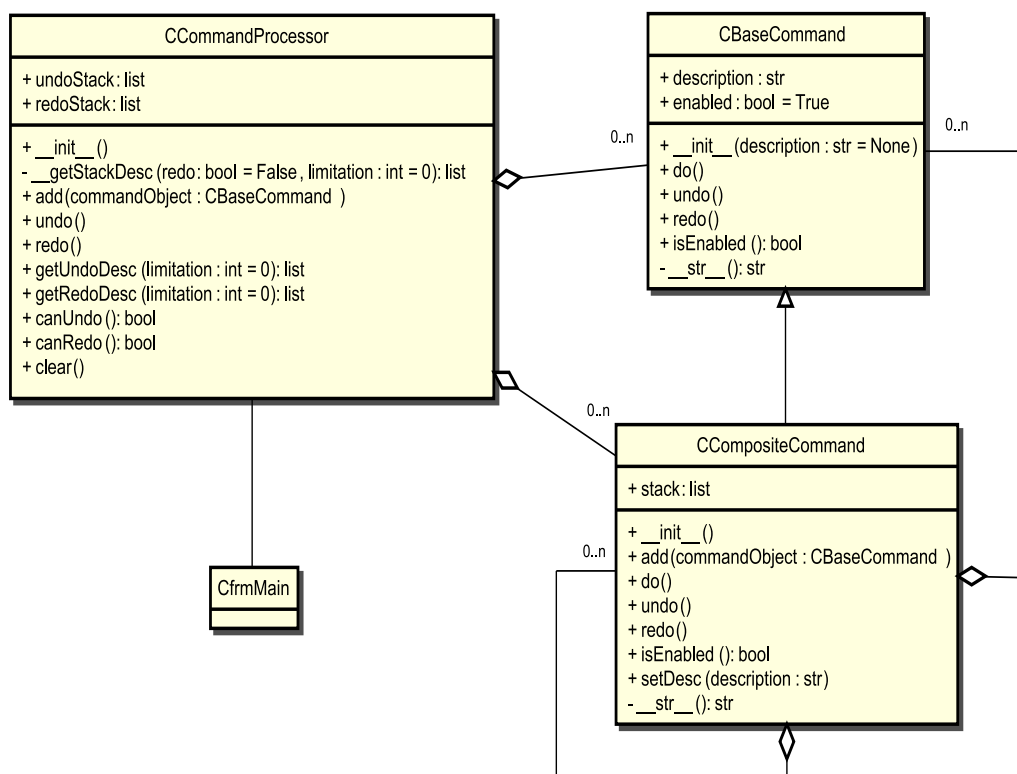 CCommandProcessor
+ undoStack : list
+ redoStack : list
+ __init__ ()
- __getStackDesc (redo : bool = False , limitation : int = 0): list
+ add(commandObject : CBaseCommand )
+ undo()
+ redo()
+ getUndoDesc (limitation : int = 0): list
+ getRedoDesc (limitation : int = 0): list
+ canUndo (): bool
+ canRedo (): bool
+ clear()
CBaseCommand
+ description : str
+ enabled : bool = True
+ __init__ (description : str = None)
+ do()
+ undo()
+ redo()
+ isEnabled (): bool
- __str__ (): str
0..n
0..n
0..n
CCompositeCommand
+ stack : list
+ __init__ ()
+ add(commandObject : CBaseCommand )
+ do()
+ undo()
+ redo()
+ isEnabled (): bool
+ setDesc (description : str)
- __str__ (): str
0..n
CfrmMain